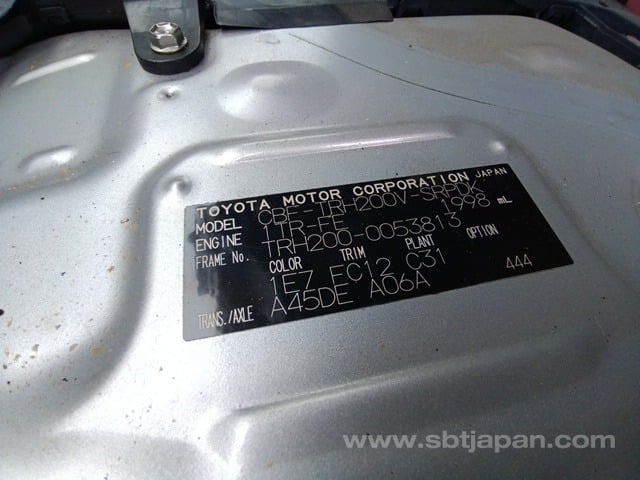 TOYOTA MOTOR CORPORATION JAPAN
MODEL CBF-TRH200V-SRPDK
ENGINE 1TR-FE 1998 mL
FRAME No. TRH200-0053813
COLOR TRIM PLANT OPTION
1E7 FC12 C31 444
TRANS./AXLE A45DE A06A
www.sbtjapan.com